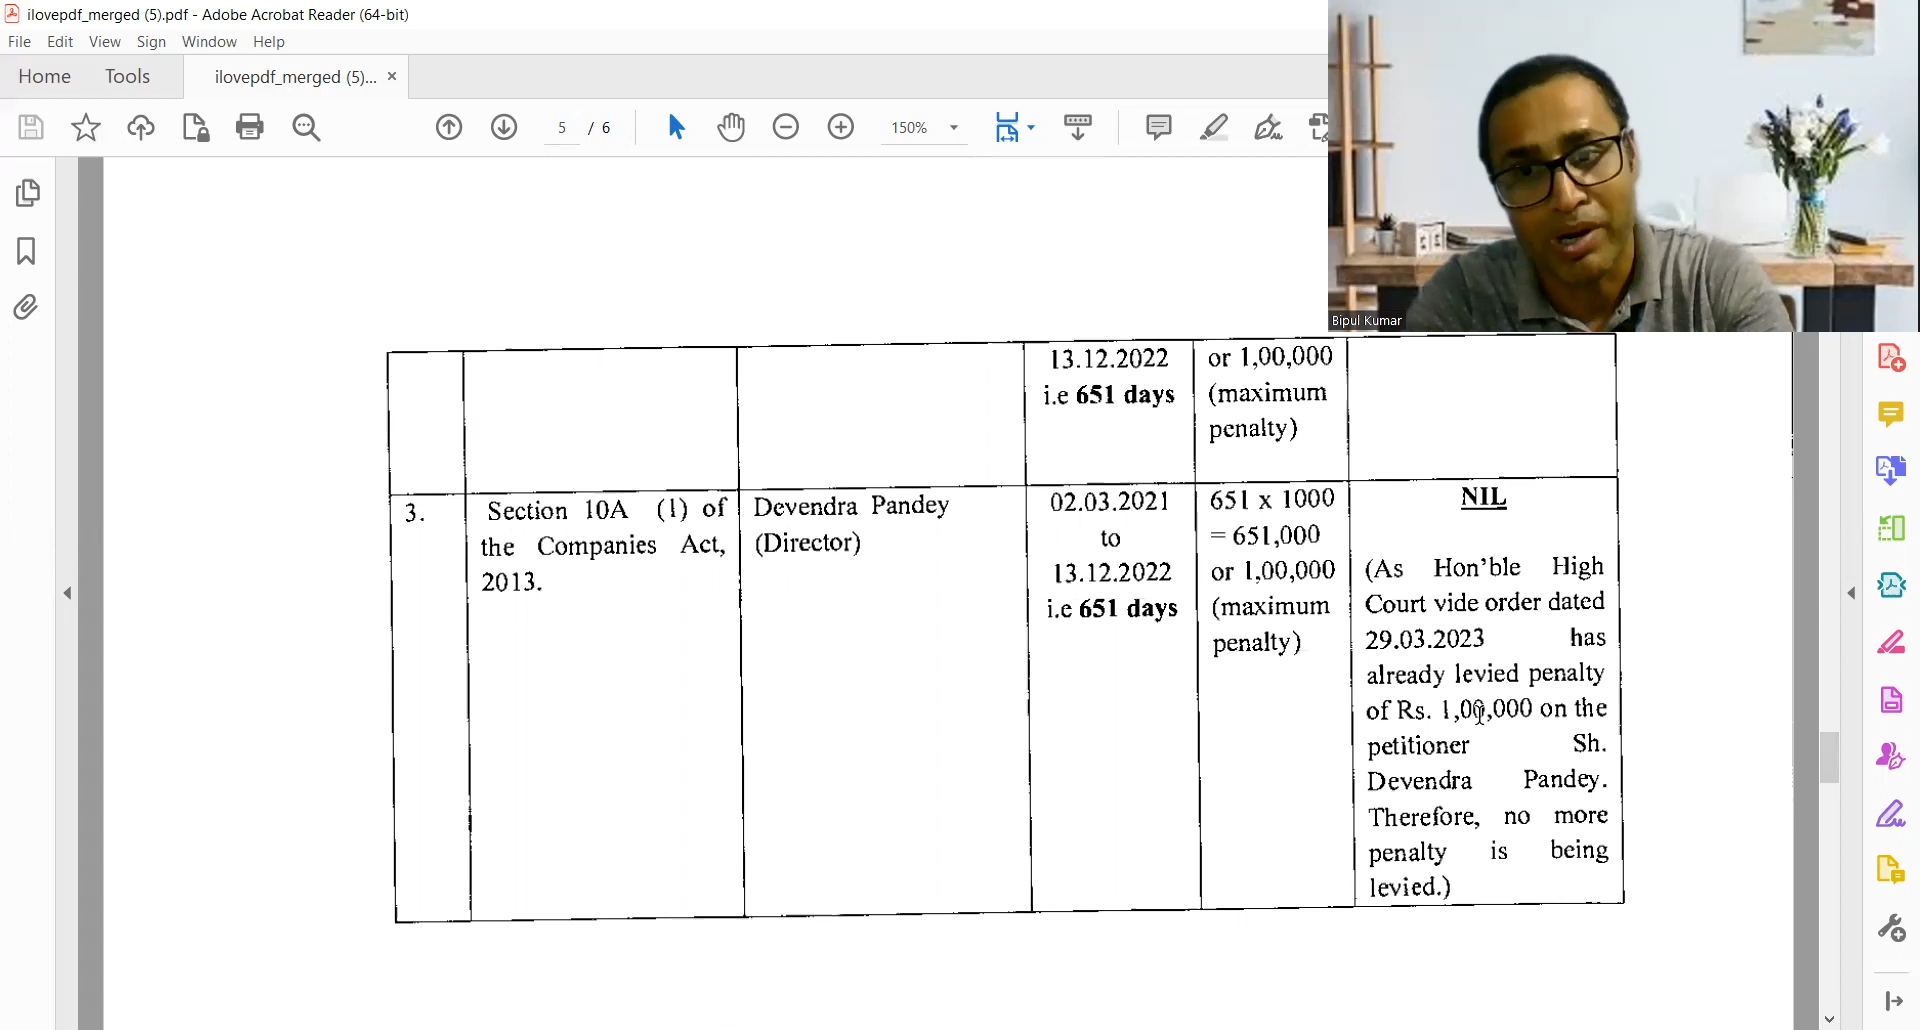 ilovepdf_merged (5).pdf - Adobe Acrobat Reader (64-bit)
File Edit View Sign Window Help
Home Tools ilovepdf_merged (5)... ×
5 / 6 150%
Bipul Kumar
13.12.2022
i.e 651 days
or 1,00,000
(maximum
penalty)
3.
Section 10A (1) of
the Companies Act,
2013.
Devendra Pandey
(Director)
02.03.2021
to
13.12.2022
i.e 651 days
651 x 1000
= 651,000
or 1,00,000
(maximum
penalty)
NIL
(As Hon'ble High
Court vide order dated
29.03.2023 has
already levied penalty
of Rs. 1,00,000 on the
petitioner Sh.
Devendra Pandey.
Therefore, no more
penalty is being
levied.)